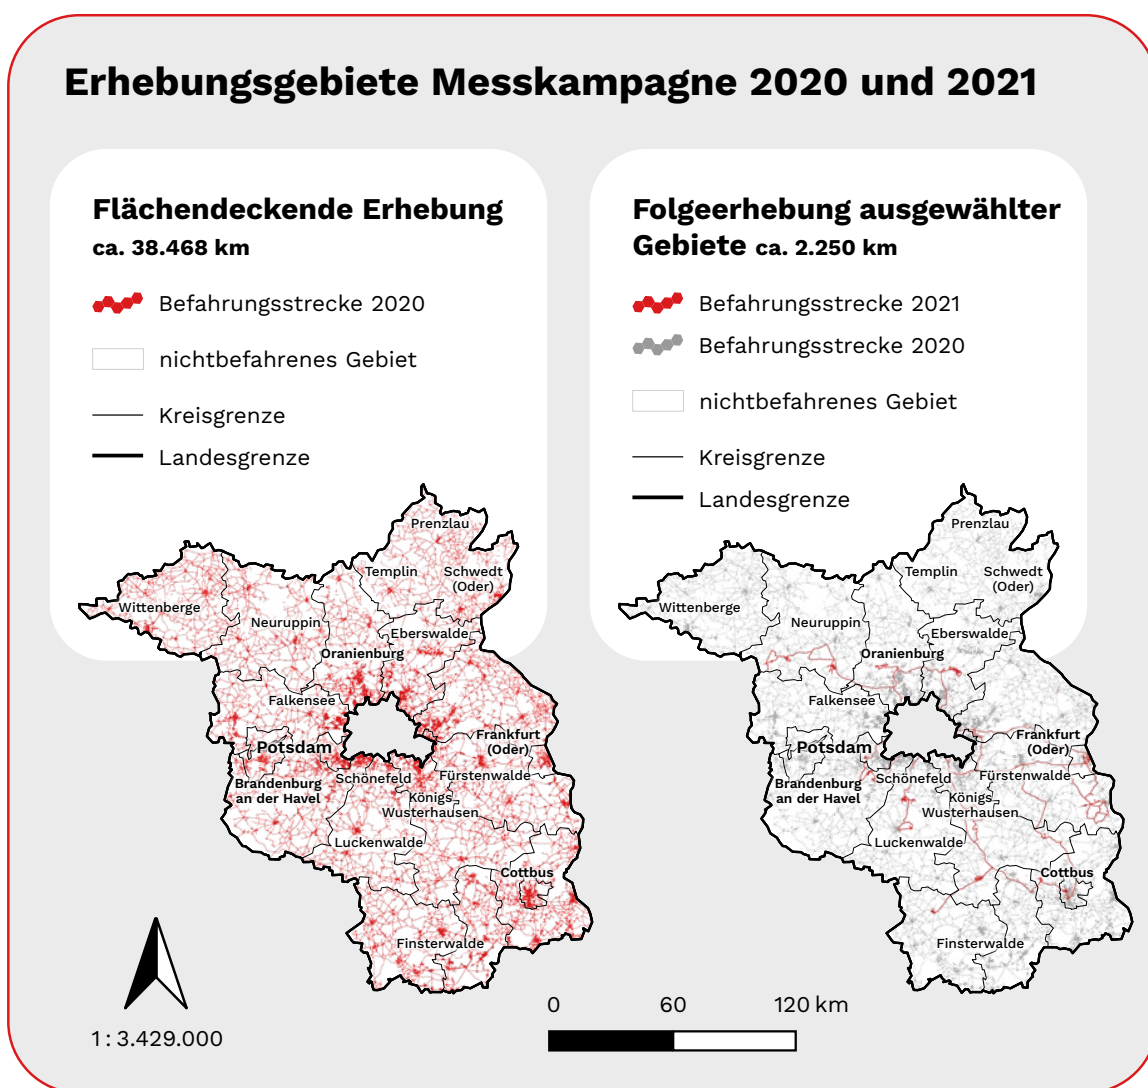 Erhebungsgebiete Messkampagne 2020 und 2021
Flächendeckende Erhebung
ca. 38.468 km
Befahrungsstrecke 2020
nichtbefahrenes Gebiet
Kreisgrenze
Landesgrenze
Prenzlau
Templin
Schwedt
(Oder)
Wittenberge
Neuruppin
Eberswalde
Oranienburg
Falkensee
Frankfurt
(Oder)
Potsdam
Schönefeld
Fürstenwalde
Brandenburg
an der Havel
Königs
Wusterhausen
Luckenwalde
Cottbus
Finsterwalde
Folgeerhebung ausgewählter
Gebiete ca. 2.250 km
Befahrungsstrecke 2021
Befahrungsstrecke 2020
nichtbefahrenes Gebiet
Kreisgrenze
Landesgrenze
Prenzlau
Templin
Schwedt
(Oder)
Wittenberge
Neuruppin
Eberswalde
Oranienburg
Falkensee
Frankfurt
(Oder)
Potsdam
Schönefeld
Fürstenwalde
Brandenburg
an der Havel
Königs
Wusterhausen
Luckenwalde
Cottbus
Finsterwalde
1 : 3.429.000
0 60 120 km